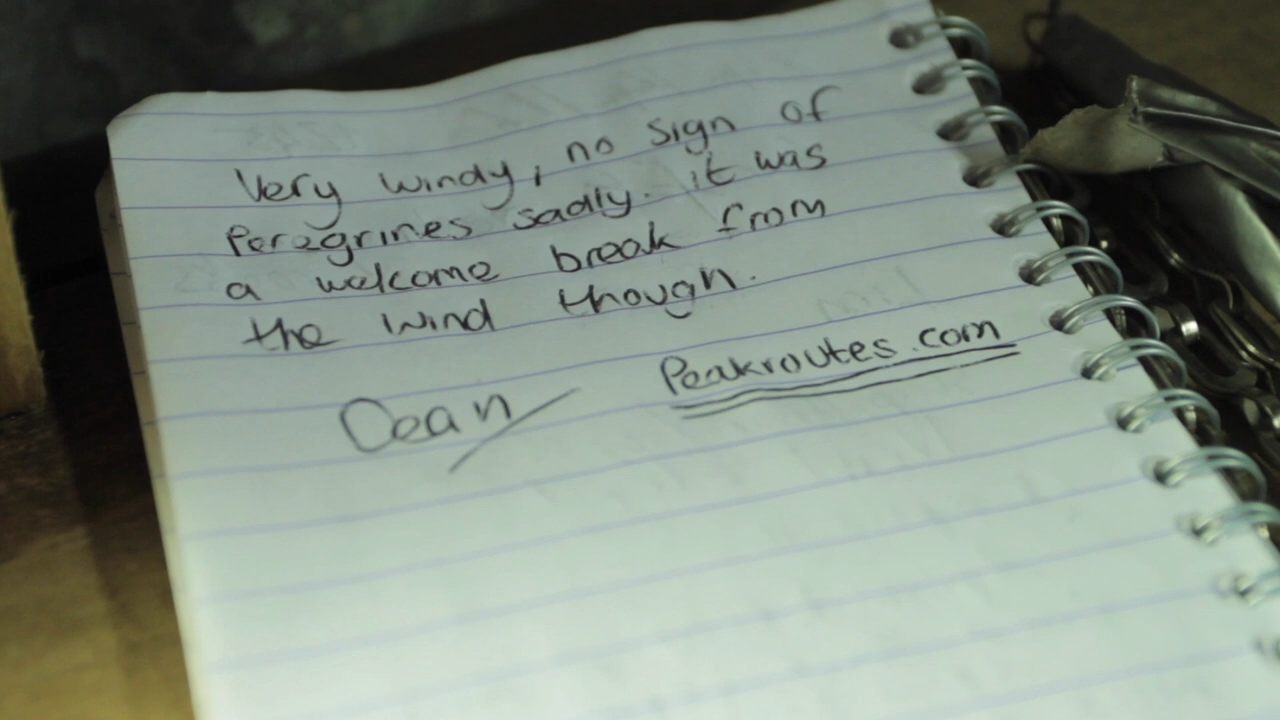 Very windy, no sign of
Peregrines sadly. it was
a welcome break from
the wind though.
Peakroutes.com
Dean